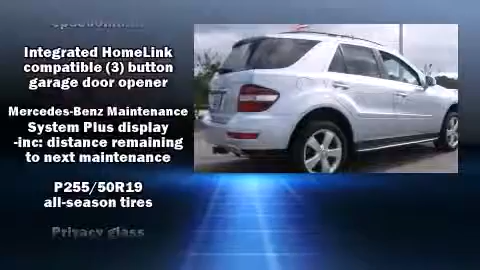 Integrated HomeLink
compatible (3) button
garage door opener
Mercedes-Benz Maintenance
System Plus display
-inc: distance remaining
to next maintenance
P255/50R19
all-season tires
Privacy glass